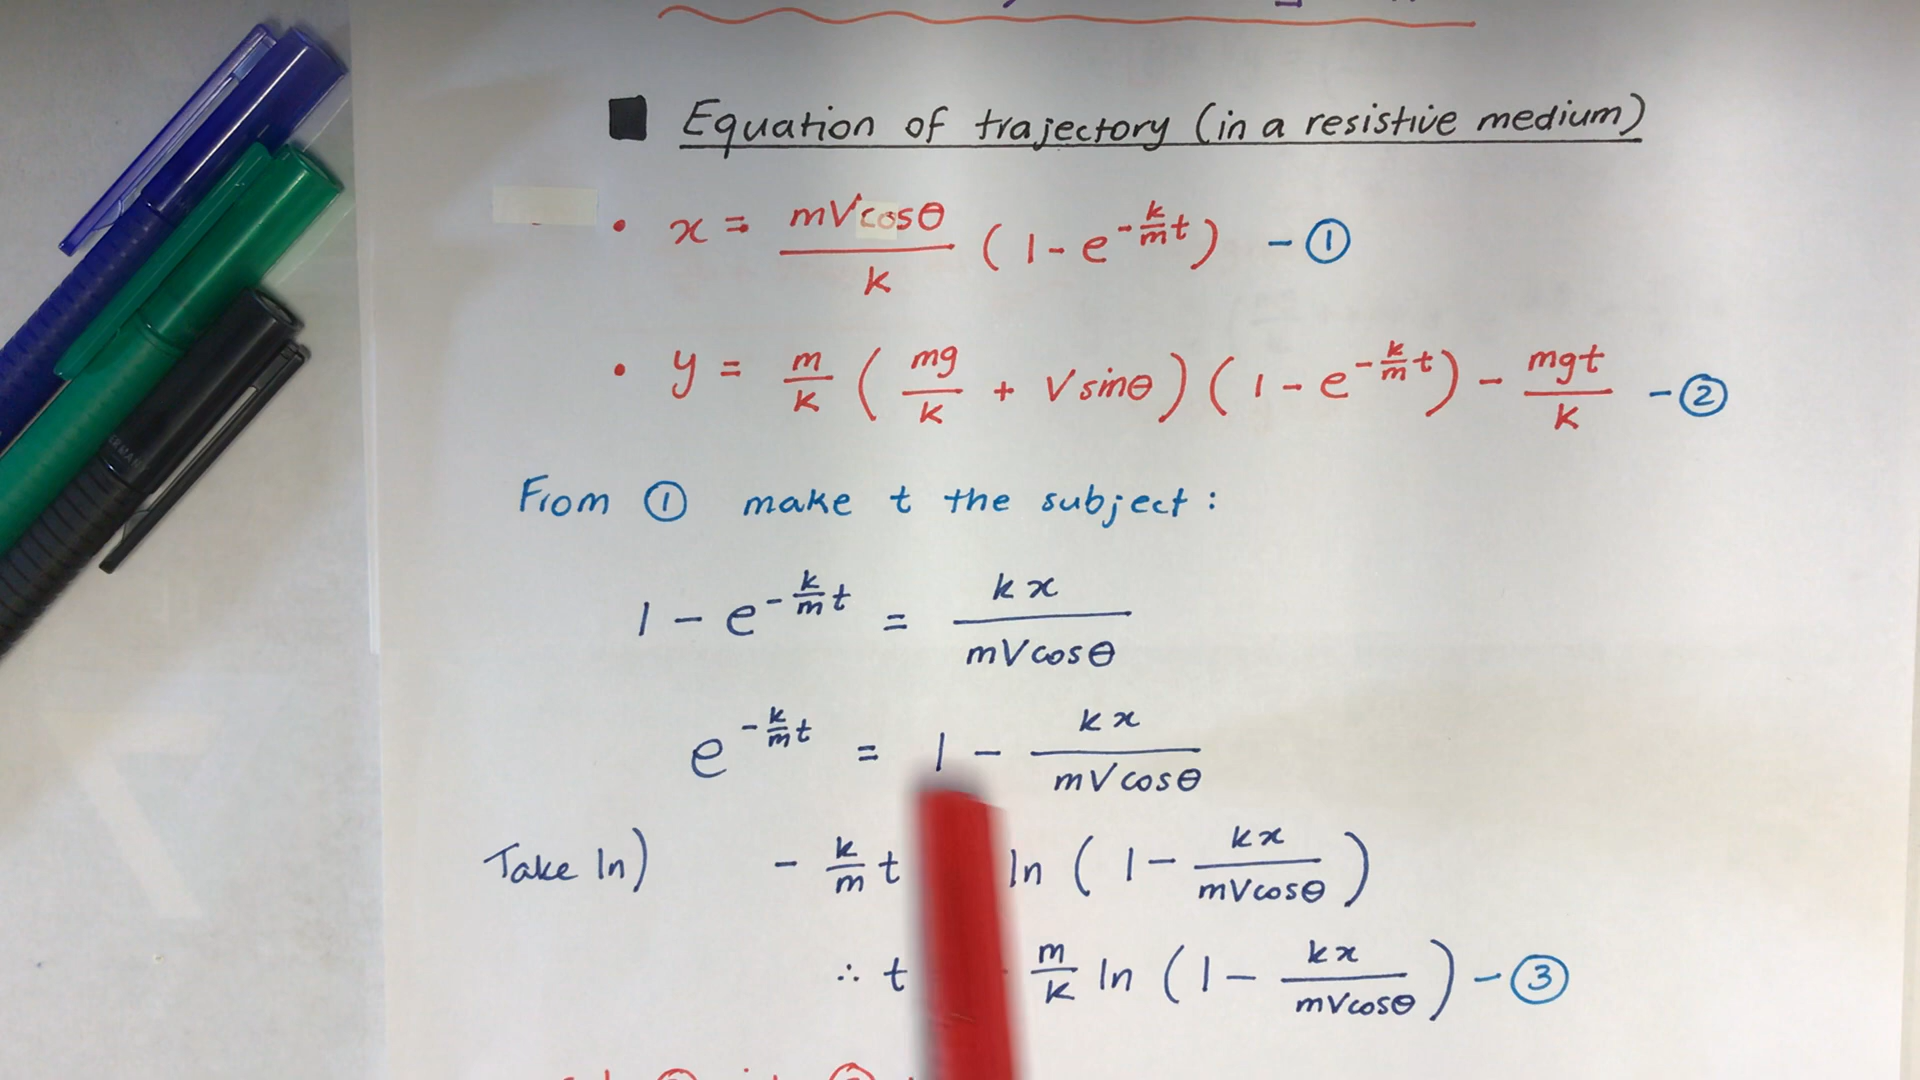 ■ Equation of trajectory (in a resistive medium)
• x = mVcosθ/k (1 - e^(-k/m t)) - ①
• y = m/k (mg/k + Vsinθ)(1 - e^(-k/m t)) - mgt/k - ②
From ① make t the subject:
1 - e^(-k/m t) = kx/mVcosθ
e^(-k/m t) = 1 - kx/mVcosθ
Take ln) - k/m t ln (1 - kx/mVcosθ)
∴ t m/k ln (1 - kx/mVcosθ) - ③